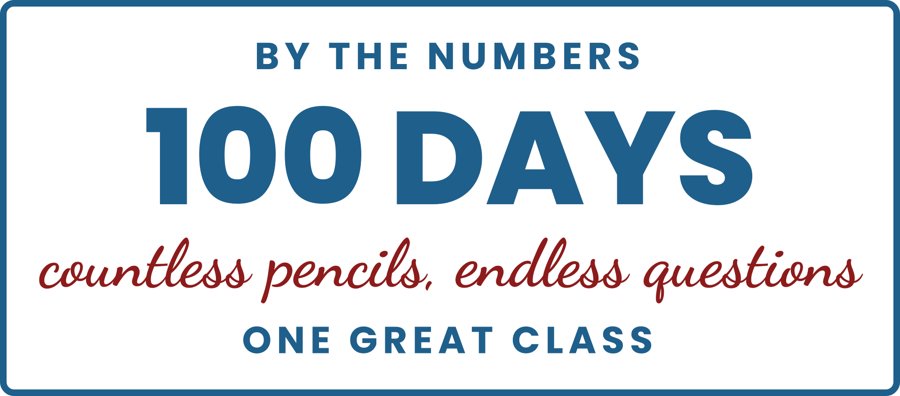 BY THE NUMBERS
100 DAYS
countless pencils, endless questions
ONE GREAT CLASS